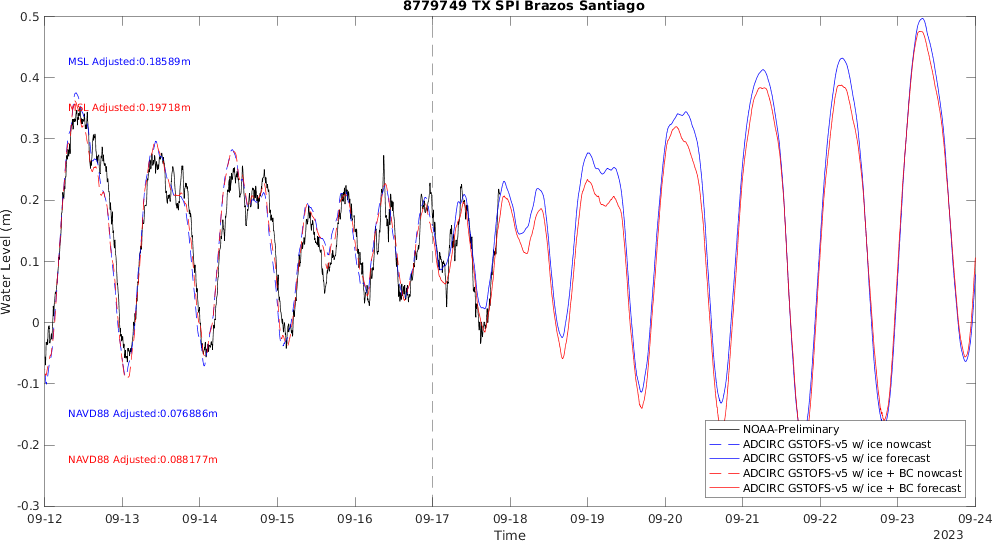 8779749 TX SPI Brazos Santiago
0.5
0.4
0.3
0.2
0.1
0
-0.1
-0.2
-0.3
Water Level (m)
MSL Adjusted:0.18589m
MSL Adjusted:0.19718m
NAVD88 Adjusted:0.076886m
NAVD88 Adjusted:0.088177m
NOAA-Preliminary
ADCIRC GSTOFS-v5 w/ ice nowcast
ADCIRC GSTOFS-v5 w/ ice forecast
ADCIRC GSTOFS-v5 w/ ice + BC nowcast
ADCIRC GSTOFS-v5 w/ ice + BC forecast
09-12 09-13 09-14 09-15 09-16 09-17 09-18 09-19 09-20 09-21 09-22 09-23 09-24
Time
2023